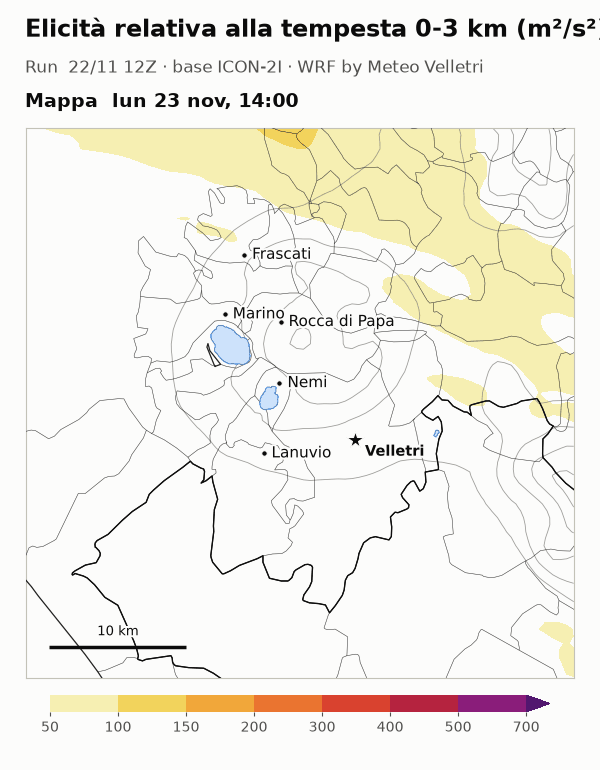 Elicità relativa alla tempesta 0-3 km (m²/s²)
Run 22/11 12Z · base ICON-2I · WRF by Meteo Velletri
Mappa lun 23 nov, 14:00
Frascati
Marino
Rocca di Papa
Nemi
Velletri
Lanuvio
10 km
50 100 150 200 300 400 500 700